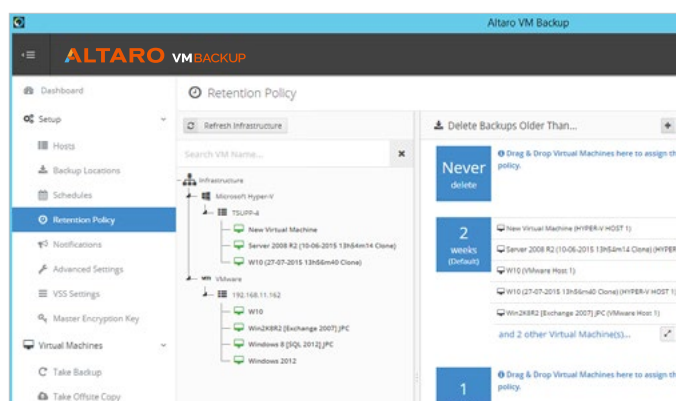 Altaro VM Backup
ALTARO VMBACKUP
Dashboard
Setup
Hosts
Backup Locations
Schedules
Retention Policy
Notifications
Advanced Settings
VSS Settings
Master Encryption Key
Virtual Machines
Take Backup
Take Offsite Copy
Retention Policy
Refresh Infrastructure
Search VM Name...
Infrastructure
Microsoft Hyper-V
TSUPP-4
New Virtual Machine
Server 2008 R2 (10-06-2015 13h54m14 Clone)
W10 (27-07-2015 13h56m40 Clone)
vm VMware
192.168.11.162
W10
Win2K8R2 [Exchange 2007] JPC
Windows 8 [SQL 2012] JPC
Windows 2012
Delete Backups Older Than...
Never
delete
Drag & Drop Virtual Machines here to assign th
policy.
2
weeks
(Default)
New Virtual Machine (HYPER-V HOST 1)
Server 2008 R2 (10-06-2015 13h54m14 Clone) (HYPER
W10 (VMware Host 1)
W10 (27-07-2015 13h56m40 Clone) (HYPER-V HOST 1)
Win2K8R2 [Exchange 2007] JPC (VMware Host 1)
and 2 other Virtual Machine(s)...
1
Drag & Drop Virtual Machines here to assign th
policy.